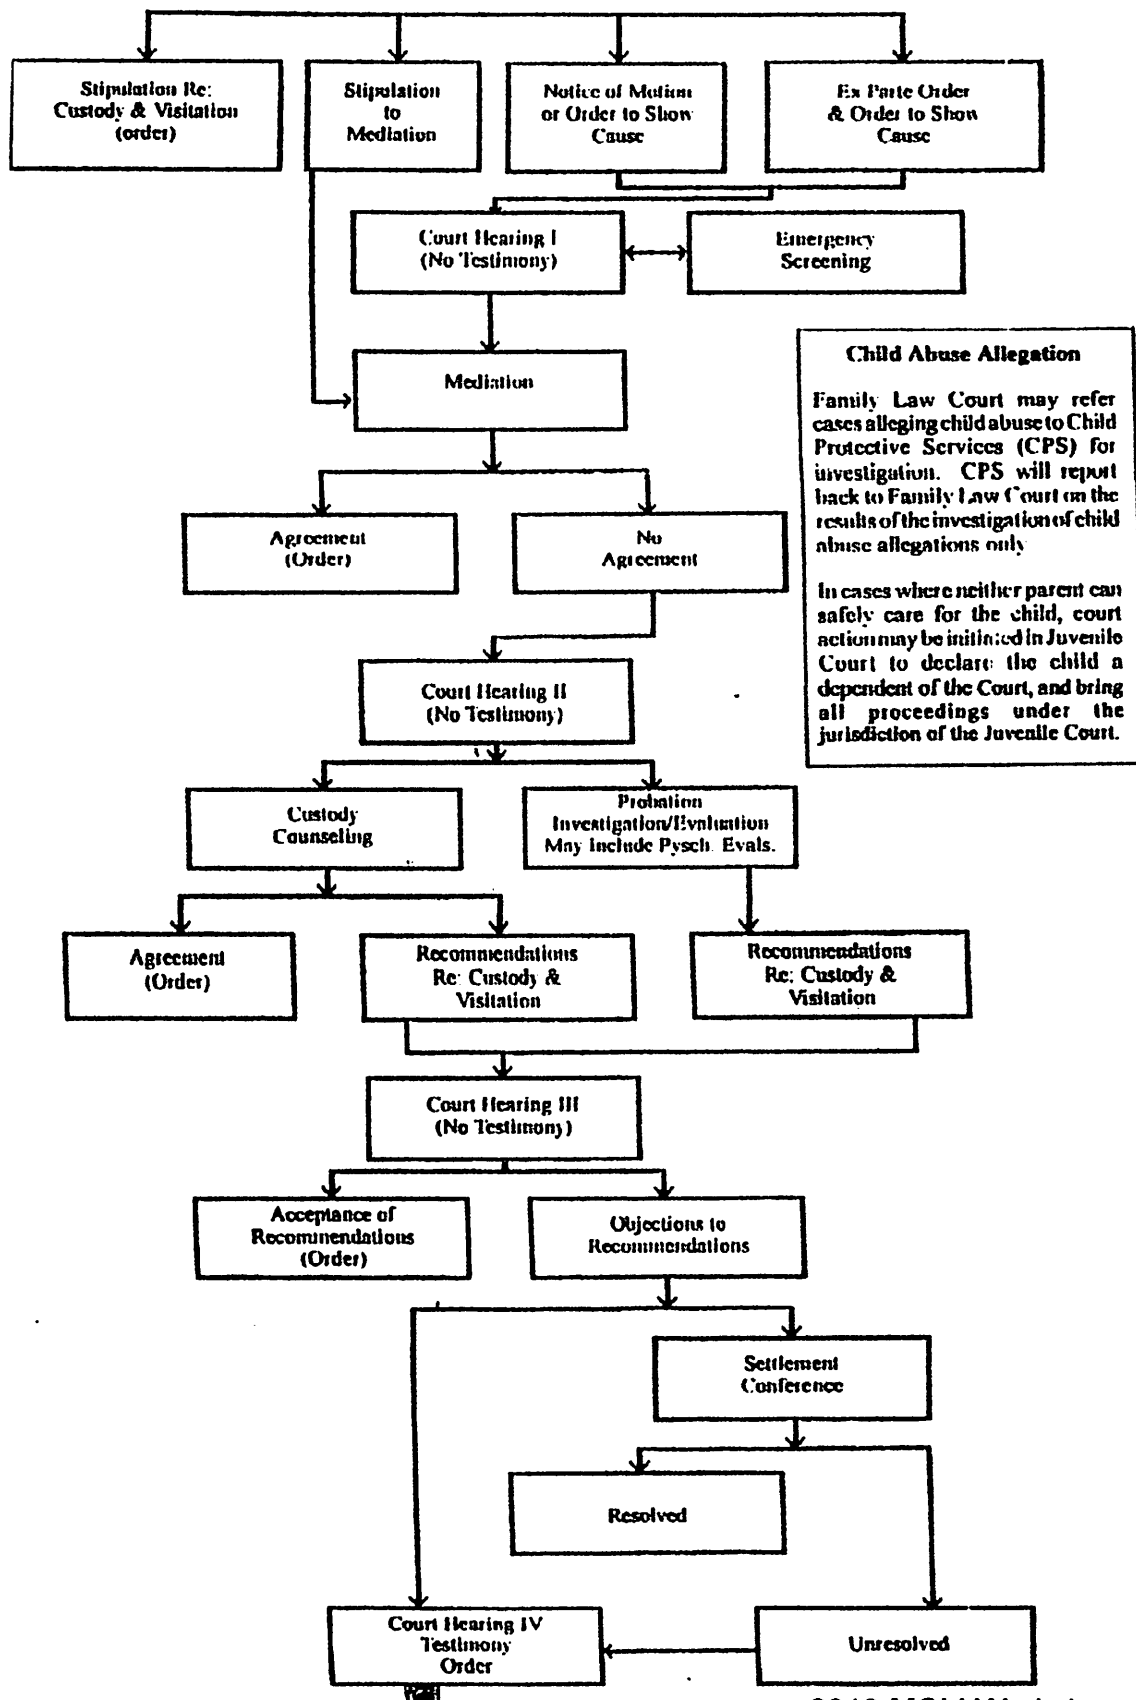 Stipulation Re:
Custody & Visitation
(order)
Stipulation
to
Mediation
Notice of Motion
or Order to Show
Cause
Ex Parte Order
& Order to Show
Cause
Court Hearing I
(No Testimony)
Emergency
Screening
Mediation
Child Abuse Allegation
Family Law Court may refer
cases alleging child abuse to Child
Protective Services (CPS) for
investigation. CPS will report
back to Family Law Court on the
results of the investigation of child
abuse allegations only
In cases where neither parent can
safely care for the child, court
action may be initiated in Juvenile
Court to declare the child a
dependent of the Court, and bring
all proceedings under the
jurisdiction of the Juvenile Court.
Agreement
(Order)
No
Agreement
Court Hearing II
(No Testimony)
Custody
Counseling
Probation
Investigation/Evaluation
May Include Pysch. Evals.
Agreement
(Order)
Recommendations
Re: Custody &
Visitation
Recommendations
Re: Custody &
Visitation
Court Hearing III
(No Testimony)
Acceptance of
Recommendations
(Order)
Objections to
Recommendations
Settlement
Conference
Resolved
Court Hearing IV
Testimony
Order
Unresolved